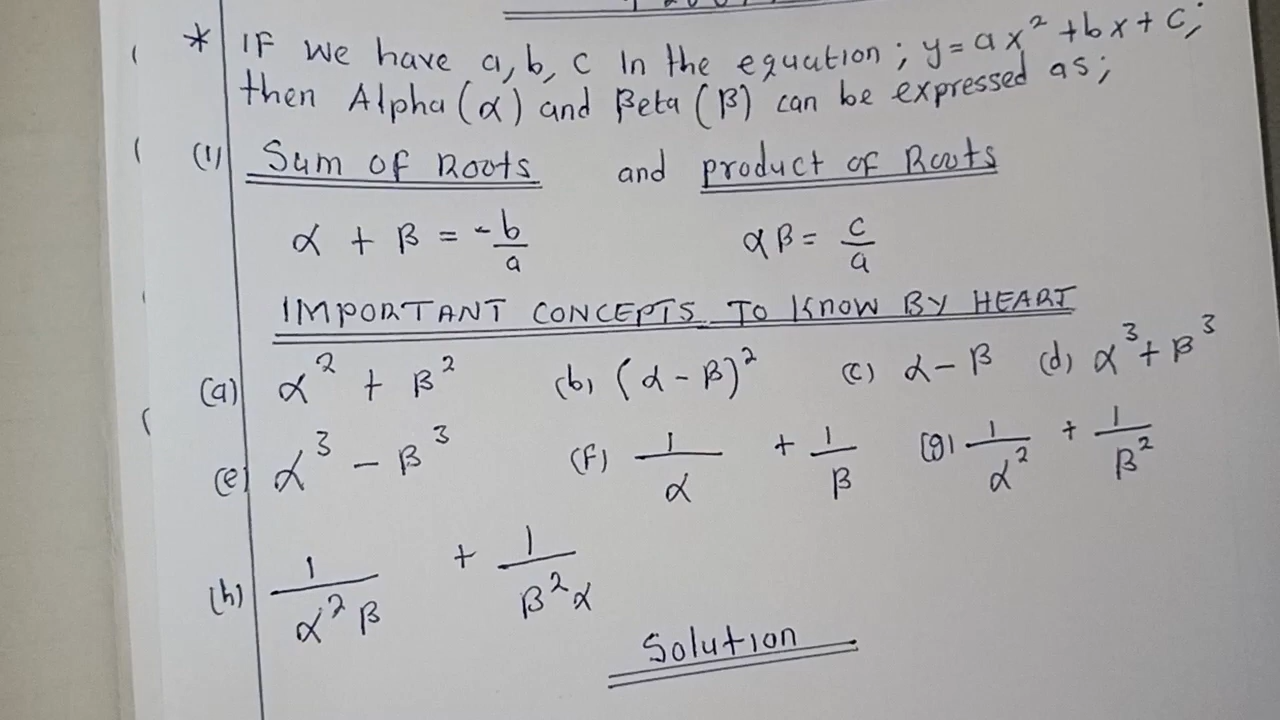 * IF we have a, b, c In the equation; y = ax² + bx + c;
then Alpha (α) and Beta (β) can be expressed as;
(1) Sum of Roots and product of Roots
α + β = -b/a αβ = c/a
IMPORTANT CONCEPTS TO KNOW BY HEART
(a) α² + β² (b) (α - β)² (c) α - β (d) α³ + β³
(e) α³ - β³ (F) 1/α + 1/β (g) 1/α² + 1/β²
(h) 1/α²β + 1/β²α
Solution